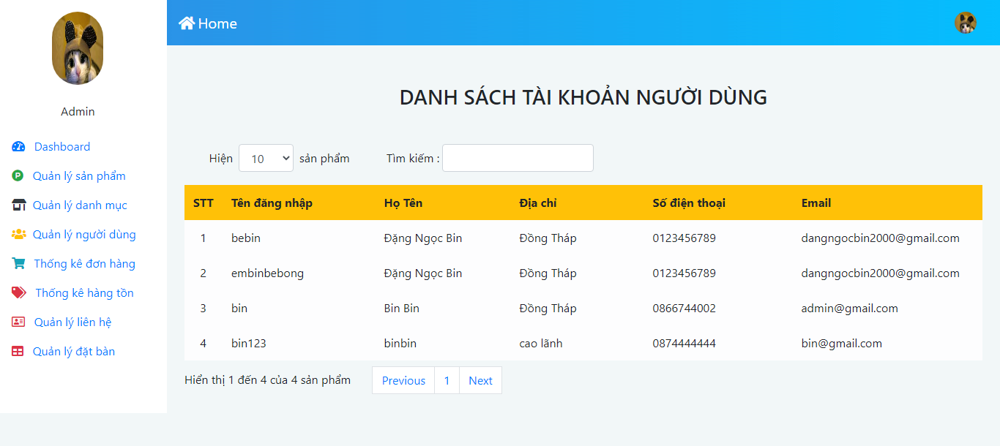 Home
Admin
Dashboard
Quản lý sản phẩm
Quản lý danh mục
Quản lý người dùng
Thống kê đơn hàng
Thống kê hàng tồn
Quản lý liên hệ
Quản lý đặt bàn
DANH SÁCH TÀI KHOẢN NGƯỜI DÙNG
Hiện 10 sản phẩm Tìm kiếm :
STT Tên đăng nhập Họ Tên Địa chỉ Số điện thoại Email
1 bebin Đặng Ngọc Bin Đồng Tháp 0123456789 dangngocbin2000@gmail.com
2 embinbebong Đặng Ngọc Bin Đồng Tháp 0123456789 dangngocbin2000@gmail.com
3 bin Bin Bin Đồng Tháp 0866744002 admin@gmail.com
4 bin123 binbin cao lãnh 0874444444 bin@gmail.com
Hiển thị 1 đến 4 của 4 sản phẩm Previous 1 Next